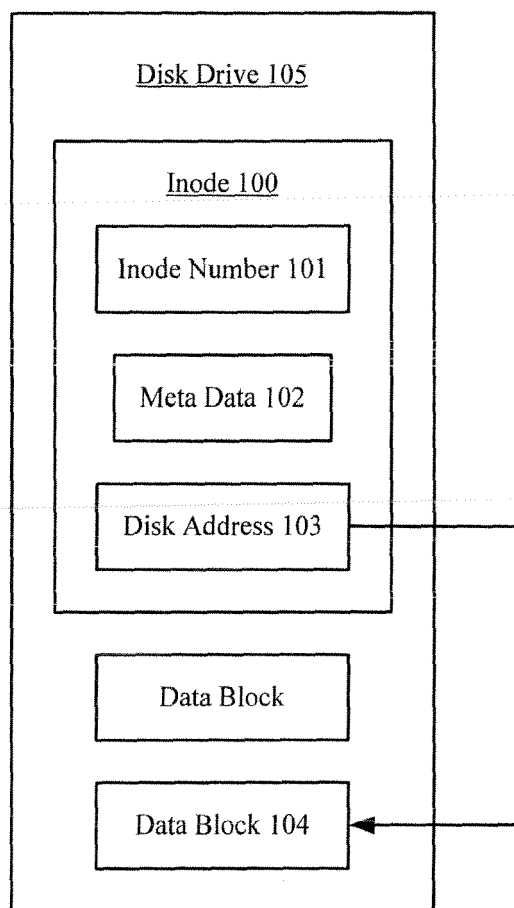 Disk Drive 105
Inode 100
Inode Number 101
Meta Data 102
Disk Address 103
Data Block
Data Block 104